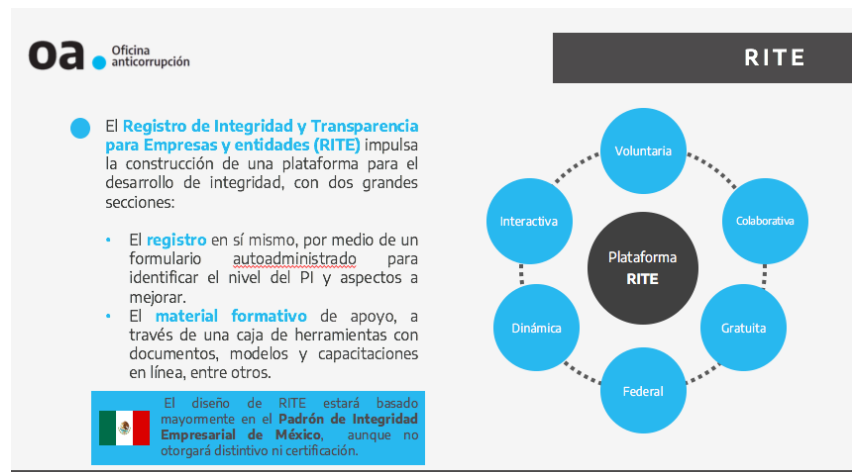 oa
Oficina
anticorrupción
RITE
El Registro de Integridad y Transparencia
para Empresas y entidades (RITE) impulsa
la construcción de una plataforma para el
desarrollo de integridad, con dos grandes
secciones:
• El registro en sí mismo, por medio de un
formulario autoadministrado para
identificar el nivel del PI y aspectos a
mejorar.
• El material formativo de apoyo, a
través de una caja de herramientas con
documentos, modelos y capacitaciones
en línea, entre otros.
El diseño de RITE estará basado
mayormente en el Padrón de Integridad
Empresarial de México, aunque no
otorgará distintivo ni certificación.
Voluntaria
Interactiva
Colaborativa
Plataforma
RITE
Dinámica
Gratuita
Federal